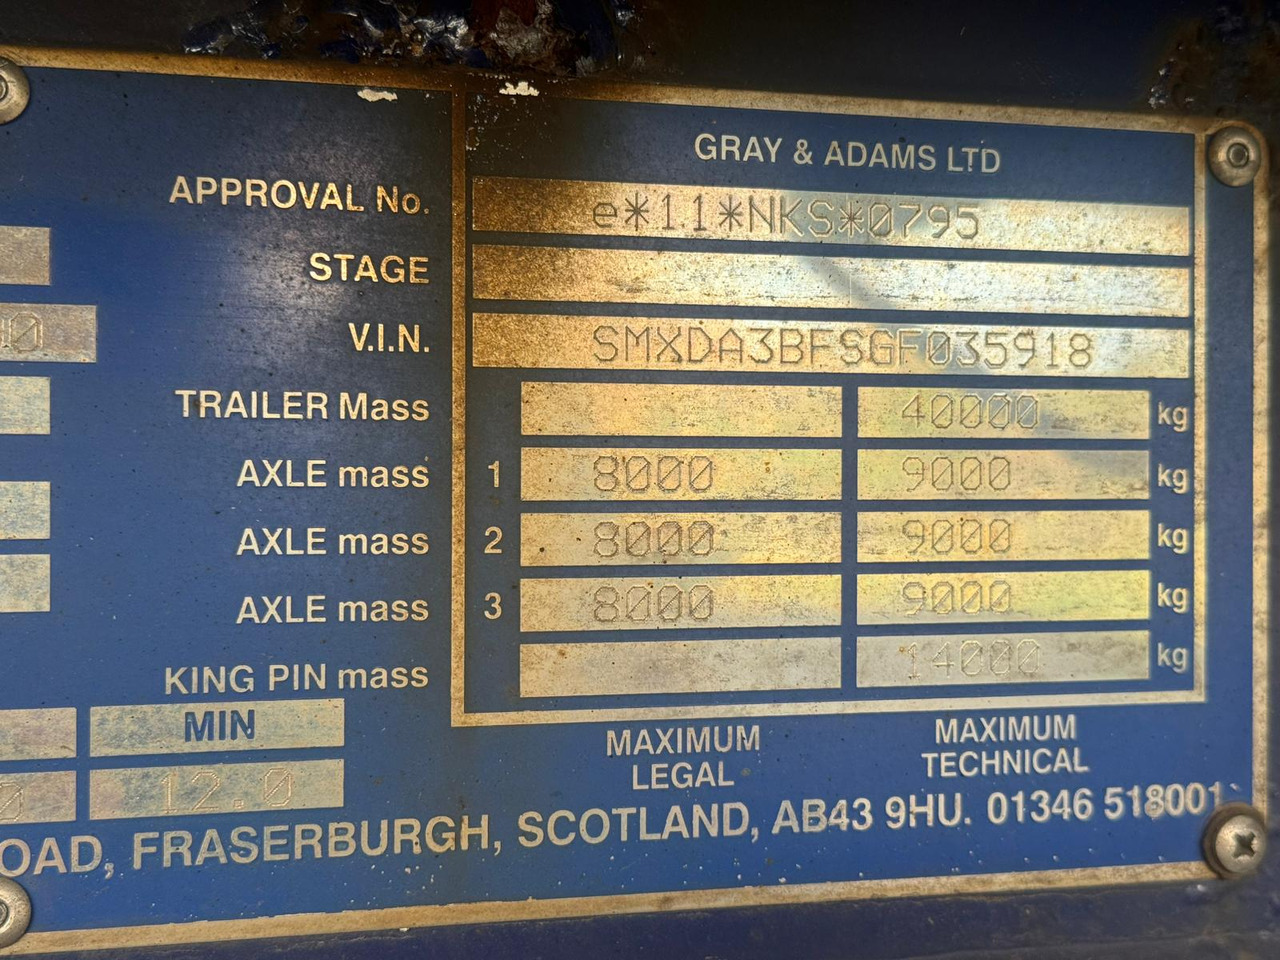 GRAY & ADAMS LTD
APPROVAL No. e*11*NKS*0795
STAGE
V.I.N. SMXDA3BFSGF035918
TRAILER Mass 40000 kg
AXLE mass 1 8000 9000 kg
AXLE mass 2 8000 9000 kg
AXLE mass 3 8000 9000 kg
KING PIN mass 14000 kg
MIN
12.0
MAXIMUM LEGAL
MAXIMUM TECHNICAL
OAD, FRASERBURGH, SCOTLAND, AB43 9HU. 01346 518001